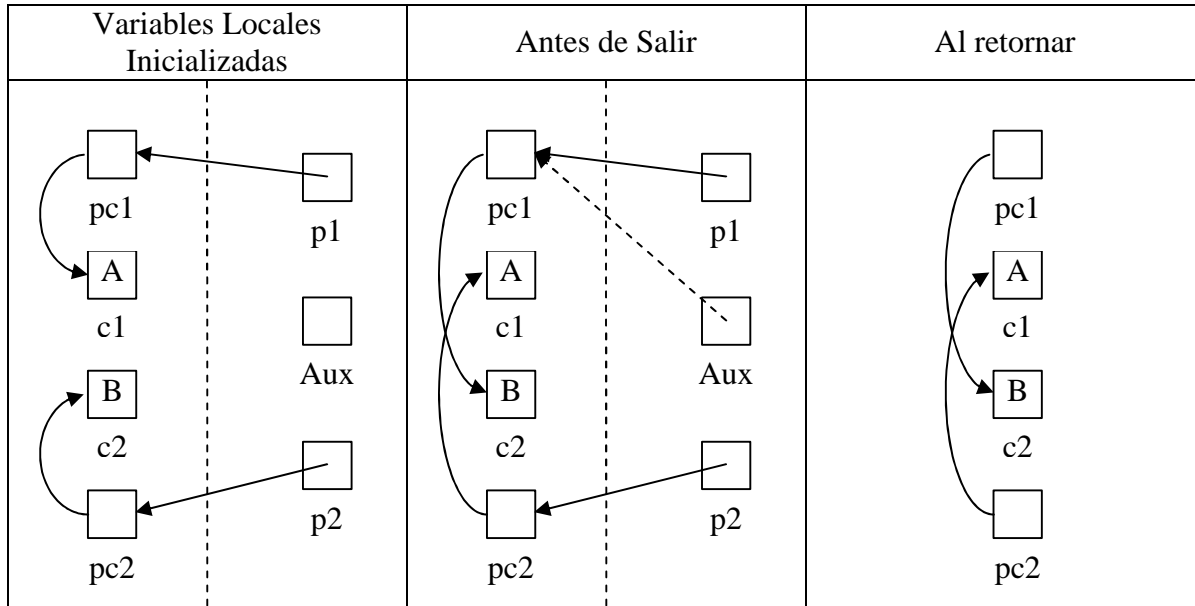 Variables Locales
Inicializadas
Antes de Salir
Al retornar
pc1
p1
A
c1
Aux
B
c2
p2
pc2
pc1
p1
A
c1
Aux
B
c2
p2
pc2
pc1
A
c1
B
c2
pc2